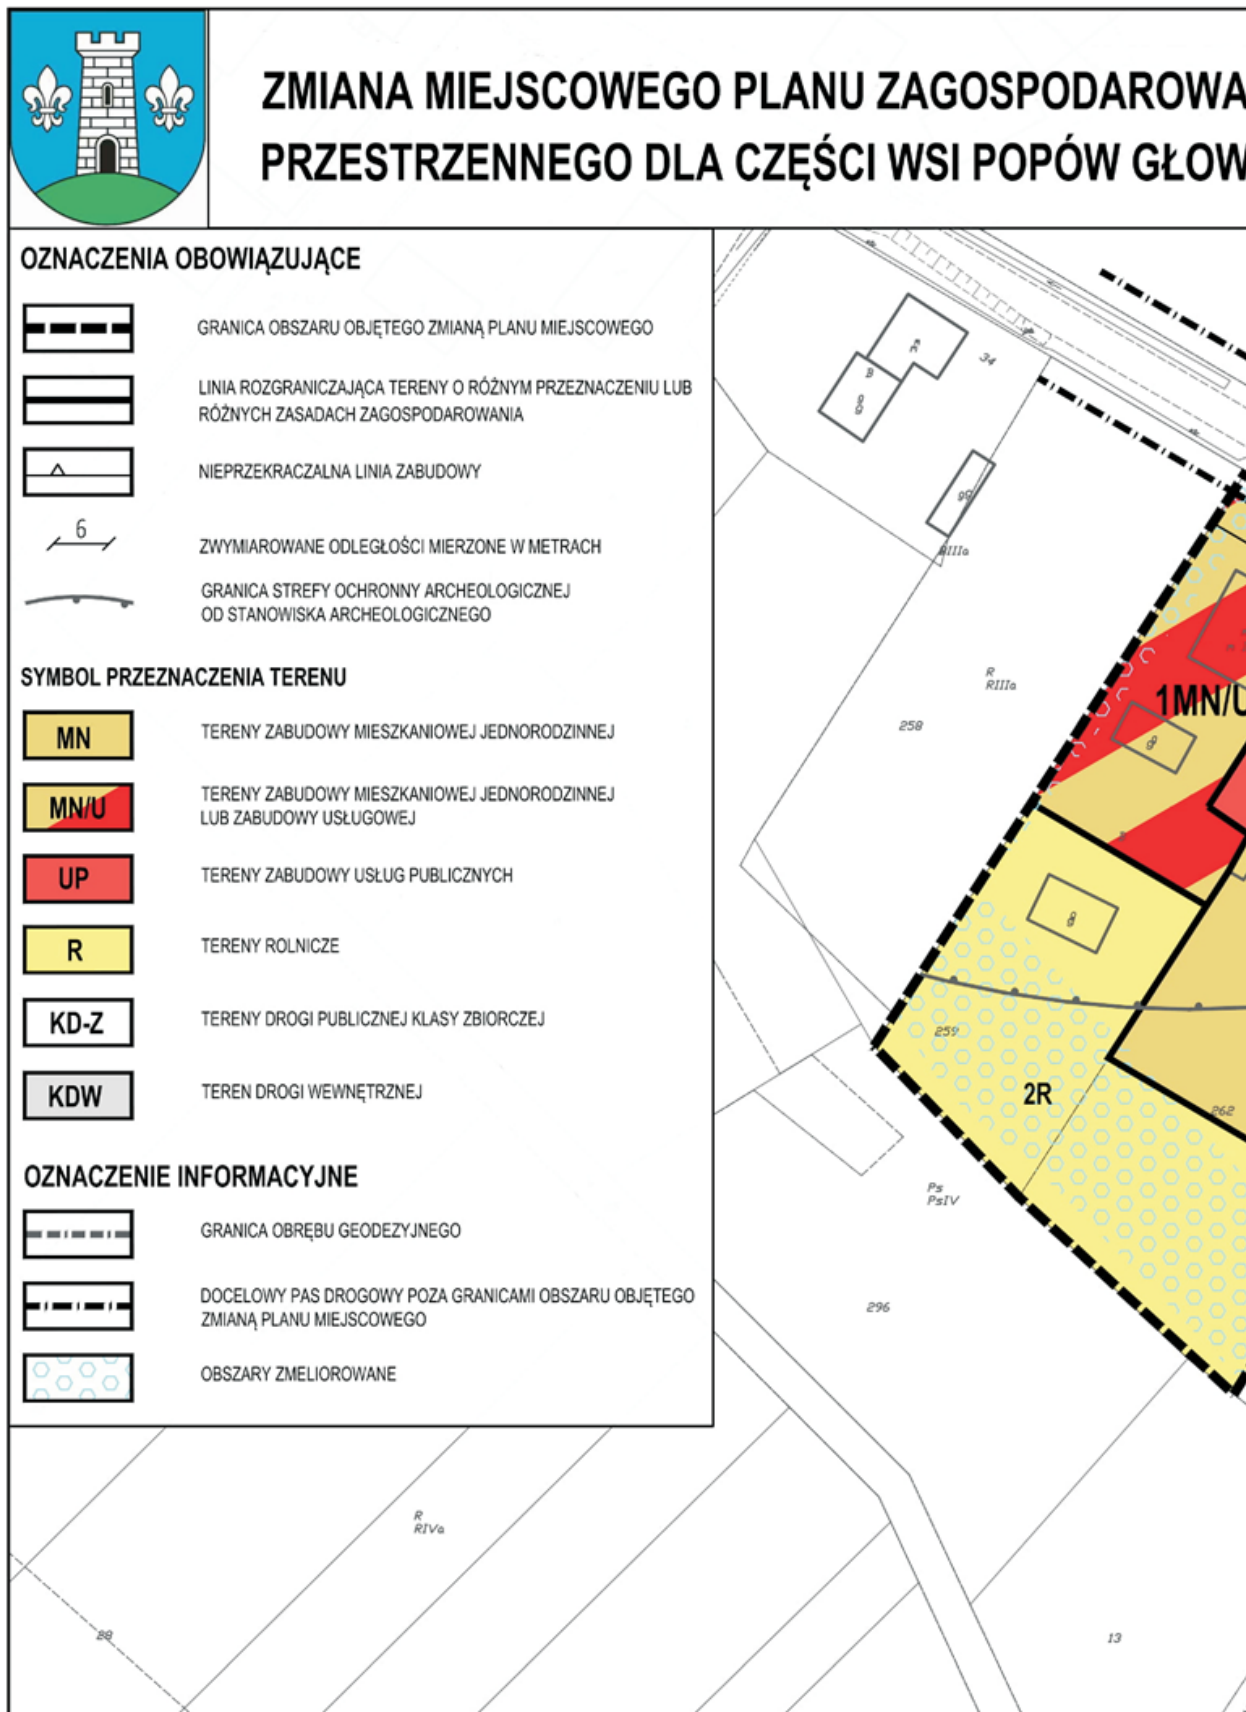 ZMIANA MIEJSCOWEGO PLANU ZAGOSPODAROWA
PRZESTRZENNEGO DLA CZĘŚCI WSI POPÓW GŁOW
OZNACZENIA OBOWIĄZUJĄCE
GRANICA OBSZARU OBJĘTEGO ZMIANĄ PLANU MIEJSCOWEGO
LINIA ROZGRANICZAJĄCA TERENY O RÓŻNYM PRZEZNACZENIU LUB
RÓŻNYCH ZASADACH ZAGOSPODAROWANIA
NIEPRZEKRACZALNA LINIA ZABUDOWY
6
ZWYMIAROWANE ODLEGŁOŚCI MIERZONE W METRACH
GRANICA STREFY OCHRONNY ARCHEOLOGICZNEJ
OD STANOWISKA ARCHEOLOGICZNEGO
SYMBOL PRZEZNACZENIA TERENU
MN
TERENY ZABUDOWY MIESZKANIOWEJ JEDNORODZINNEJ
MN/U
TERENY ZABUDOWY MIESZKANIOWEJ JEDNORODZINNEJ
LUB ZABUDOWY USŁUGOWEJ
UP
TERENY ZABUDOWY USŁUG PUBLICZNYCH
R
TERENY ROLNICZE
KD-Z
TERENY DROGI PUBLICZNEJ KLASY ZBIORCZEJ
KDW
TEREN DROGI WEWNĘTRZNEJ
OZNACZENIE INFORMACYJNE
GRANICA OBRĘBU GEODEZYJNEGO
DOCELOWY PAS DROGOWY POZA GRANICAMI OBSZARU OBJĘTEGO
ZMIANĄ PLANU MIEJSCOWEGO
OBSZARY ZMELIOROWANE
34
RIIIa
R
RIIIa
258
1MN/U
259
2R
262
Ps
PsIV
296
R
RIVa
28
13